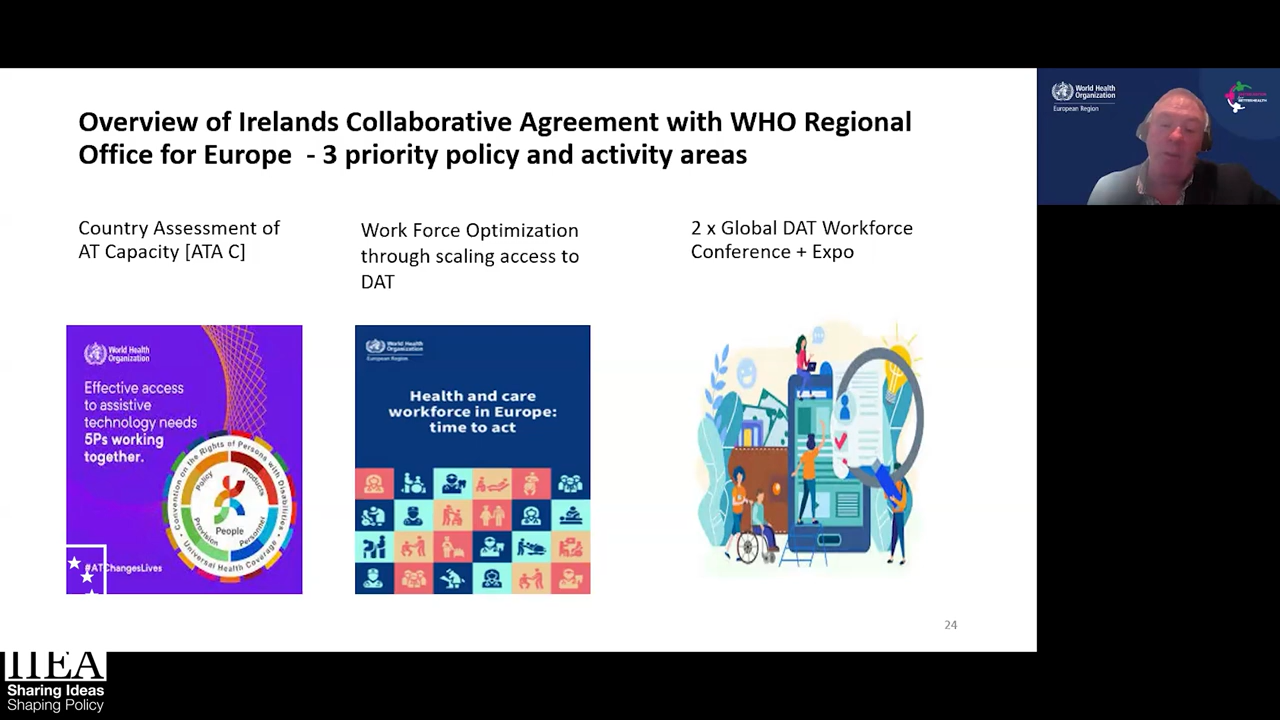 Overview of Irelands Collaborative Agreement with WHO Regional
Office for Europe - 3 priority policy and activity areas
Country Assessment of
AT Capacity [ATA C]
Work Force Optimization
through scaling access to
DAT
2 x Global DAT Workforce
Conference + Expo
World Health
Organization
Effective access
to assistive
technology needs
5Ps working
together.
Convention on the Rights of Persons with Disabilities
Universal Health Coverage
Policy
Products
People
Provision
Personnel
#ATChangesLives
World Health
Organization
European Region
Health and care
workforce in Europe:
time to act
24
World Health
Organization
European Region
BETTER HEALTH
IIEA
Sharing Ideas
Shaping Policy